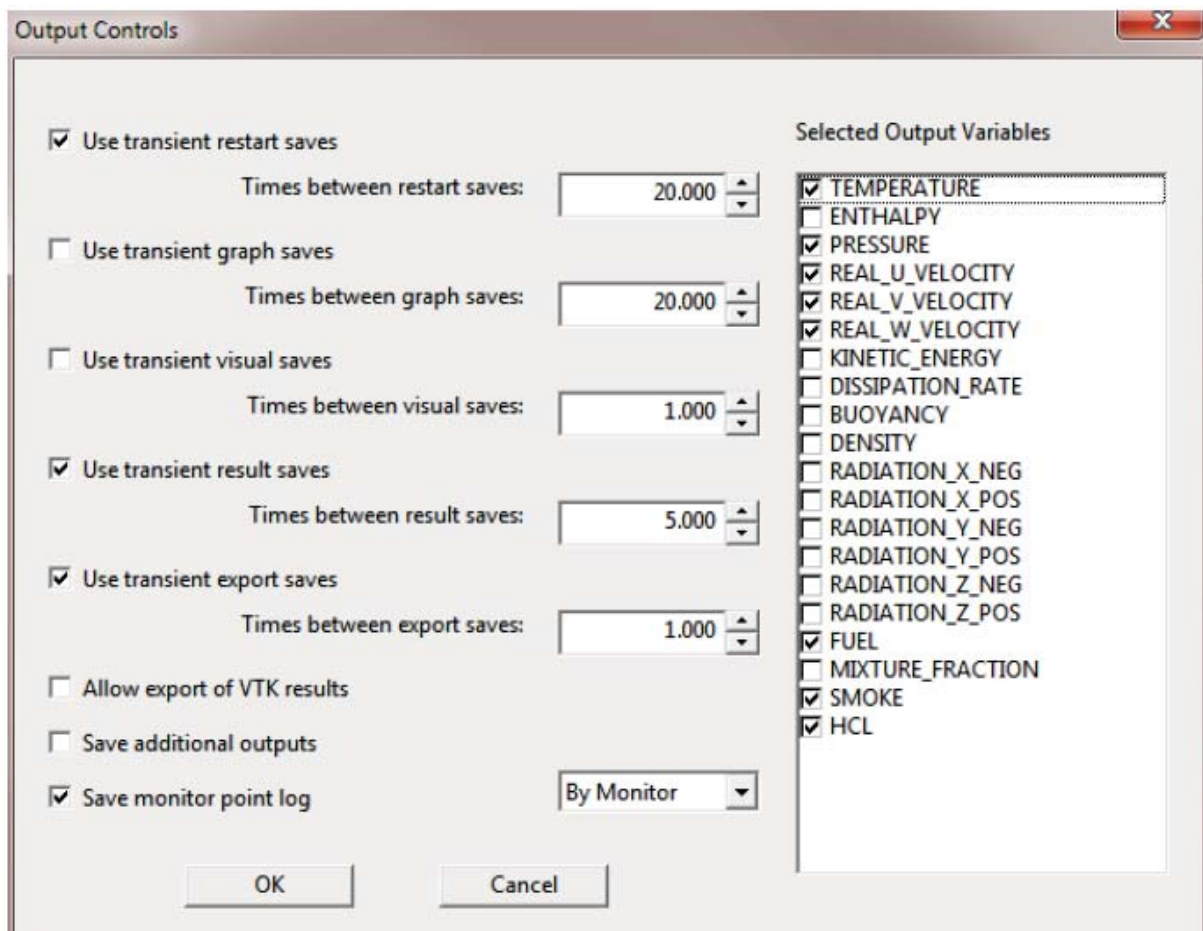 Output Controls
Use transient restart saves
Times between restart saves: 20.000
Use transient graph saves
Times between graph saves: 20.000
Use transient visual saves
Times between visual saves: 1.000
Use transient result saves
Times between result saves: 5.000
Use transient export saves
Times between export saves: 1.000
Allow export of VTK results
Save additional outputs
Save monitor point log By Monitor
OK Cancel
Selected Output Variables
TEMPERATURE
ENTHALPY
PRESSURE
REAL_U_VELOCITY
REAL_V_VELOCITY
REAL_W_VELOCITY
KINETIC_ENERGY
DISSIPATION_RATE
BUOYANCY
DENSITY
RADIATION_X_NEG
RADIATION_X_POS
RADIATION_Y_NEG
RADIATION_Y_POS
RADIATION_Z_NEG
RADIATION_Z_POS
FUEL
MIXTURE_FRACTION
SMOKE
HCL